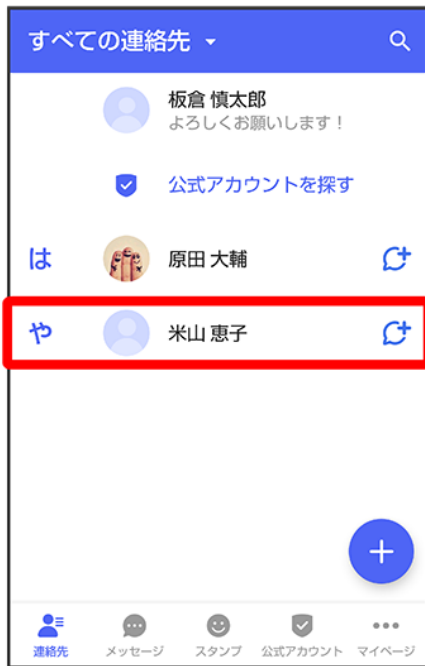 すべての連絡先
板倉 慎太郎
よろしくお願いします！
公式アカウントを探す
は
原田 大輔
や
米山 恵子
連絡先 メッセージ スタンプ 公式アカウント マイページ